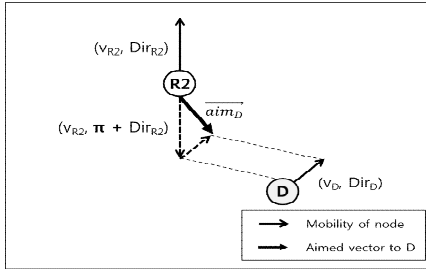 (vR2, DirR2)
R2
aimD
(vR2, π + DirR2)
D
(vD, DirD)
Mobility of node
Aimed vector to D